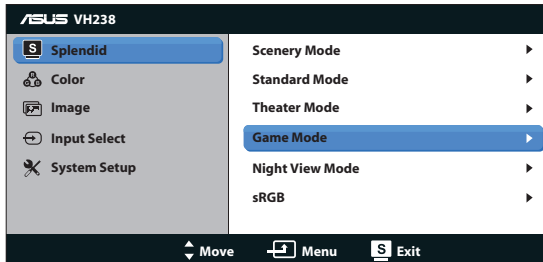 ASUS VH238
S Splendid
Color
Image
Input Select
System Setup
Scenery Mode
Standard Mode
Theater Mode
Game Mode
Night View Mode
sRGB
Move Menu S Exit